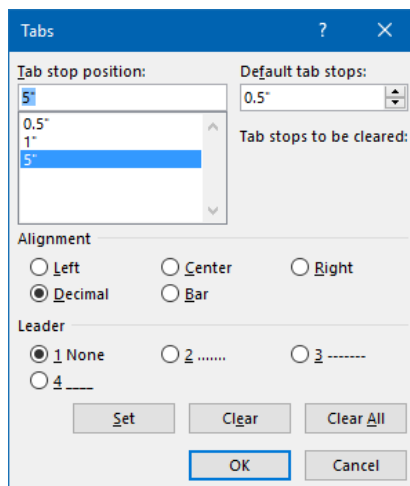 Tabs ? ×
Tab stop position: Default tab stops:
5" 0.5"
0.5" Tab stops to be cleared:
1"
5"
Alignment
Left Center Right
Decimal Bar
Leader
1 None 2 ....... 3 -------
4 ____
Set Clear Clear All
OK Cancel